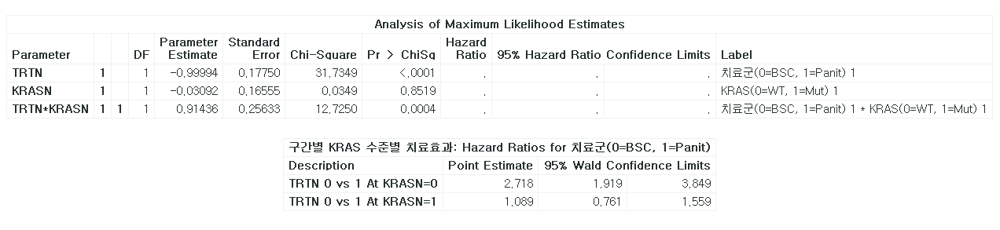 Analysis of Maximum Likelihood Estimates
Parameter DF Parameter Estimate Standard Error Chi-Square Pr > ChiSq Hazard Ratio 95% Hazard Ratio Confidence Limits Label
TRTN 1 1 -0.99994 0.17750 31.7349 <.0001 . . . 치료군(0=BSC, 1=Panit) 1
KRASN 1 1 -0.03092 0.16555 0.0349 0.8519 . . . KRAS(0=WT, 1=Mut) 1
TRTN*KRASN 1 1 1 0.91436 0.25633 12.7250 0.0004 . . . 치료군(0=BSC, 1=Panit) 1 * KRAS(0=WT, 1=Mut) 1
구간별 KRAS 수준별 치료효과: Hazard Ratios for 치료군(0=BSC, 1=Panit)
Description Point Estimate 95% Wald Confidence Limits
TRTN 0 vs 1 At KRASN=0 2.718 1.919 3.849
TRTN 0 vs 1 At KRASN=1 1.089 0.761 1.559